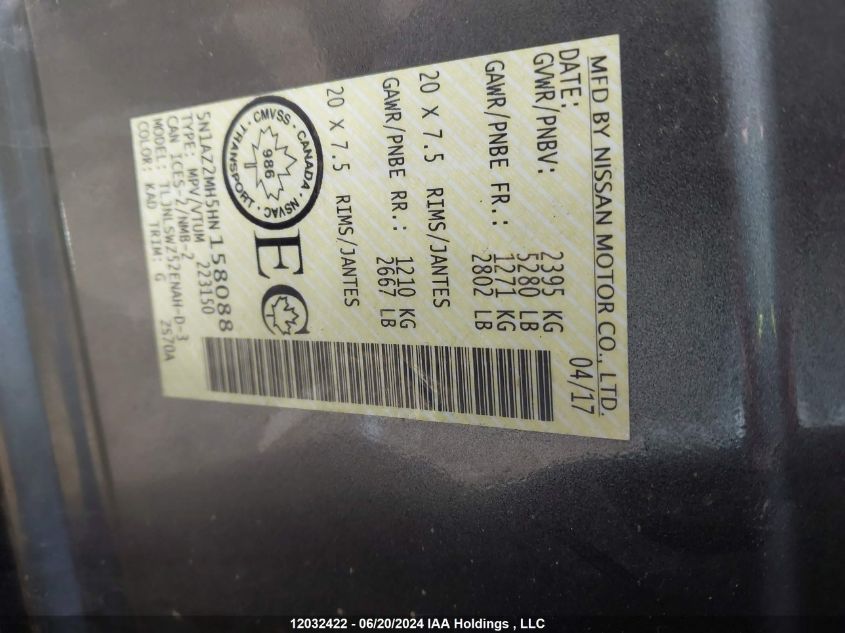 MFD BY NISSAN MOTOR CO., LTD.
DATE: 04/17
GVWR/PNBV: 2395 KG
5280 LB
GAWR/PNBE FR.: 1271 KG
2802 LB
20 X 7.5 RIMS/JANTES
GAWR/PNBE RR.: 1210 KG
2667 LB
20 X 7.5 RIMS/JANTES
CMVSS · CANADA · NSVAC
TRANSPORT
986
EC
5N1AZ2MH5HN158088
TYPE: MPV/VTUM 223150
CAN ICES-2/NMB-2
MODEL: TLJNLSWZ52ENAH-D-3
COLOR: KAD TRIM: G 2570A
12032422 - 06/20/2024 IAA Holdings , LLC